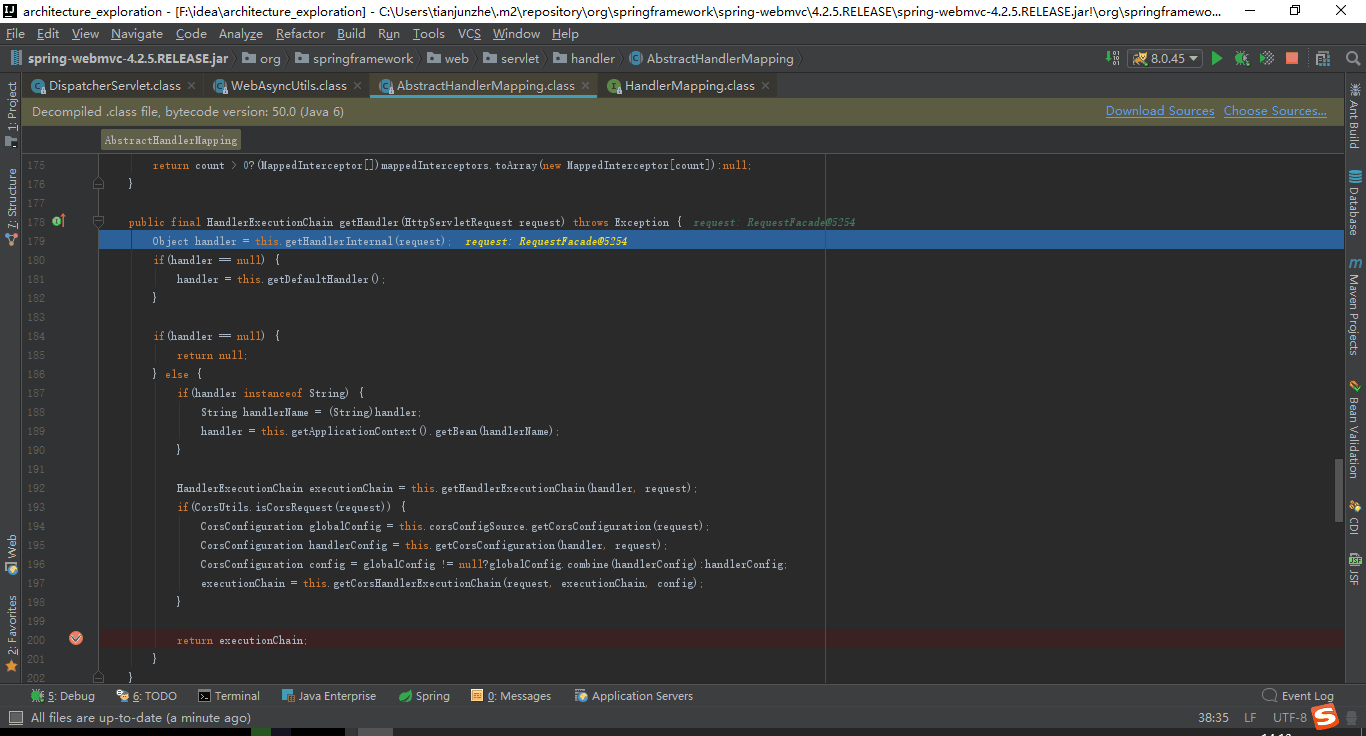 architecture_exploration - [F:\idea\architecture_exploration] - C:\Users\tianjunzhe\.m2\repository\org\springframework\spring-webmvc\4.2.5.RELEASE\spring-webmvc-4.2.5.RELEASE.jar!\org\springframewo...
File Edit View Navigate Code Analyze Refactor Build Run Tools VCS Window Help
spring-webmvc-4.2.5.RELEASE.jar org springframework web servlet handler AbstractHandlerMapping 8.0.45
DispatcherServlet.class WebAsyncUtils.class AbstractHandlerMapping.class HandlerMapping.class
Decompiled .class file, bytecode version: 50.0 (Java 6) Download Sources Choose Sources...
AbstractHandlerMapping
175 return count > 0?(MappedInterceptor[])mappedInterceptors.toArray(new MappedInterceptor[count]):null;
176 }
177
178 public final HandlerExecutionChain getHandler(HttpServletRequest request) throws Exception { request: RequestFacade@5254
179 Object handler = this.getHandlerInternal(request); request: RequestFacade@5254
180 if(handler == null) {
181 handler = this.getDefaultHandler();
182 }
183
184 if(handler == null) {
185 return null;
186 } else {
187 if(handler instanceof String) {
188 String handlerName = (String)handler;
189 handler = this.getApplicationContext().getBean(handlerName);
190 }
191
192 HandlerExecutionChain executionChain = this.getHandlerExecutionChain(handler, request);
193 if(CorsUtils.isCorsRequest(request)) {
194 CorsConfiguration globalConfig = this.corsConfigSource.getCorsConfiguration(request);
195 CorsConfiguration handlerConfig = this.getCorsConfiguration(handler, request);
196 CorsConfiguration config = globalConfig != null?globalConfig.combine(handlerConfig):handlerConfig;
197 executionChain = this.getCorsHandlerExecutionChain(request, executionChain, config);
198 }
199
200 return executionChain;
201 }
202 }
1: Project
7: Structure
Web
2: Favorites
Ant Build
Database
Maven Projects
Bean Validation
CDI
JSF
5: Debug 6: TODO Terminal Java Enterprise Spring 0: Messages Application Servers Event Log
All files are up-to-date (a minute ago) 38:35 LF UTF-8